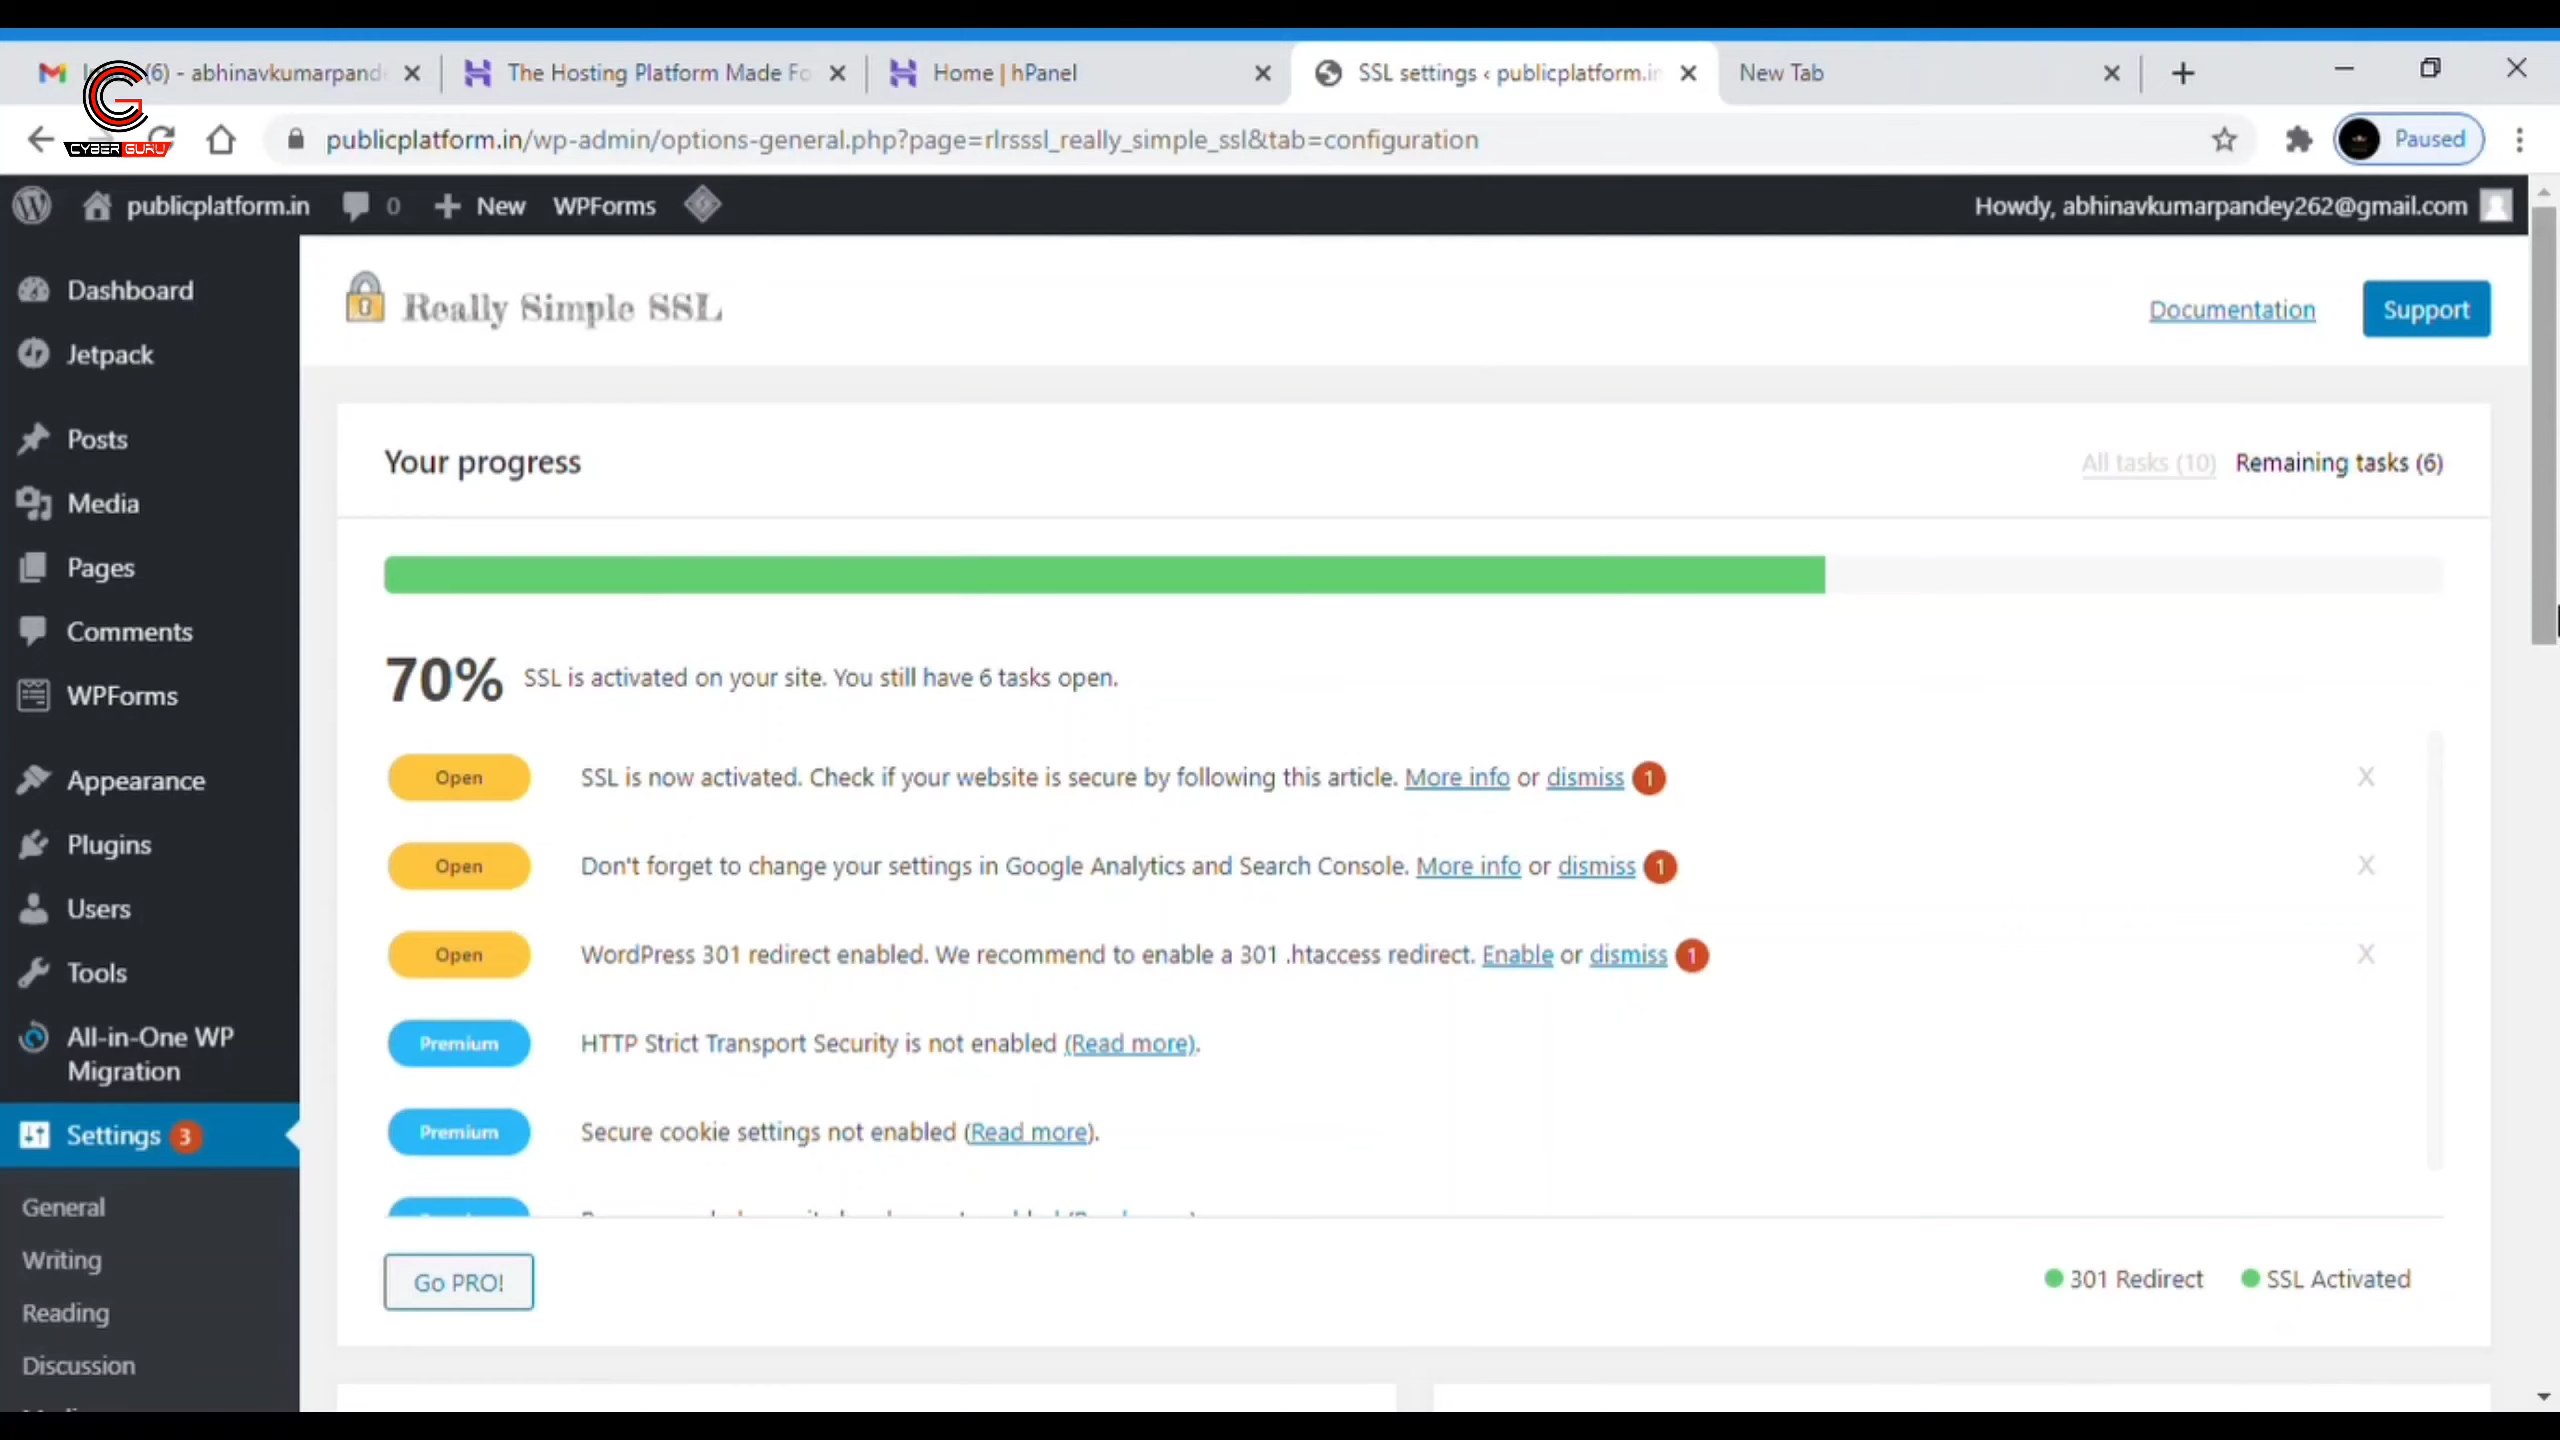 (6) - abhinavkumarpand
The Hosting Platform Made Fo
Home | hPanel
SSL settings ‹ publicplatform.in
New Tab
CYBER GURU
publicplatform.in/wp-admin/options-general.php?page=rlrsssl_really_simple_ssl&tab=configuration
Paused
publicplatform.in
0
New
WPForms
Howdy, abhinavkumarpandey262@gmail.com
Dashboard
Jetpack
Posts
Media
Pages
Comments
WPForms
Appearance
Plugins
Users
Tools
All-in-One WP
Migration
Settings 3
General
Writing
Reading
Discussion
Really Simple SSL
Documentation
Support
Your progress
All tasks (10)
Remaining tasks (6)
70% SSL is activated on your site. You still have 6 tasks open.
Open SSL is now activated. Check if your website is secure by following this article. More info or dismiss 1 X
Open Don't forget to change your settings in Google Analytics and Search Console. More info or dismiss 1 X
Open WordPress 301 redirect enabled. We recommend to enable a 301 .htaccess redirect. Enable or dismiss 1 X
Premium HTTP Strict Transport Security is not enabled (Read more).
Premium Secure cookie settings not enabled (Read more).
Go PRO!
301 Redirect
SSL Activated